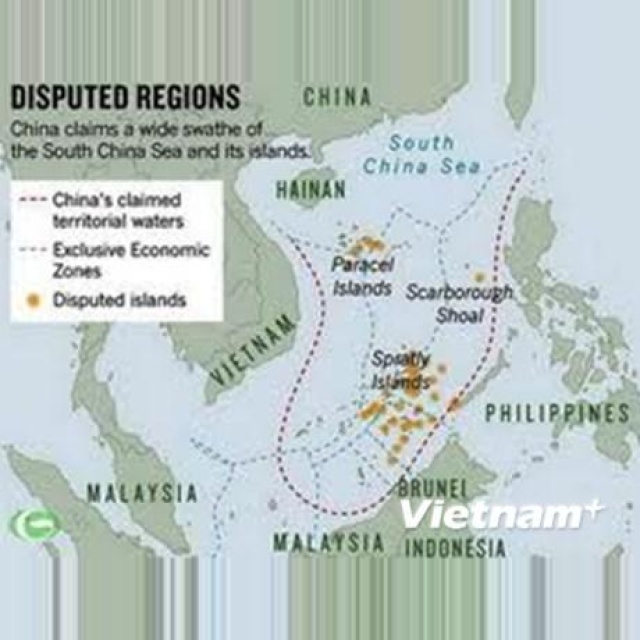 DISPUTED REGIONS
China claims a wide swathe of
the South China Sea and its islands.
China's claimed
territorial waters
Exclusive Economic
Zones
Disputed islands
CHINA
South
China Sea
HAINAN
Paracel
Islands
Scarborough
Shoal
VIETNAM
Spratly
Islands
PHILIPPINES
MALAYSIA
BRUNEI
Vietnam+
MALAYSIA
INDONESIA